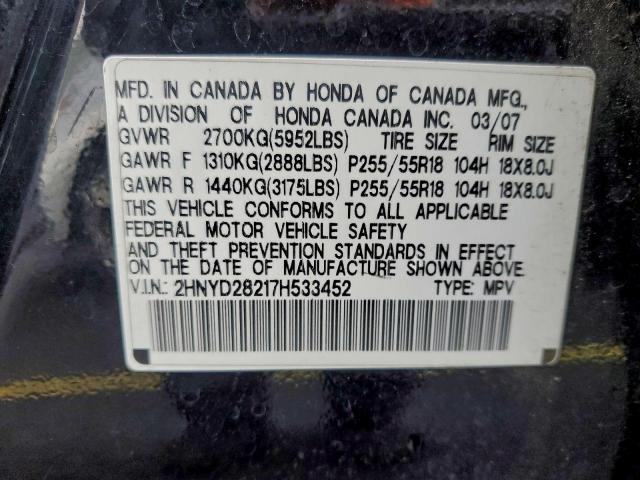 MFD. IN CANADA BY HONDA OF CANADA MFG.,
A DIVISION OF HONDA CANADA INC. 03/07
GVWR 2700KG(5952LBS) TIRE SIZE RIM SIZE
GAWR F 1310KG(2888LBS) P255/55R18 104H 18X8.0J
GAWR R 1440KG(3175LBS) P255/55R18 104H 18X8.0J
THIS VEHICLE CONFORMS TO ALL APPLICABLE
FEDERAL MOTOR VEHICLE SAFETY
AND THEFT PREVENTION STANDARDS IN EFFECT
ON THE DATE OF MANUFACTURE SHOWN ABOVE.
V.I.N.: 2HNYD28217H533452 TYPE: MPV